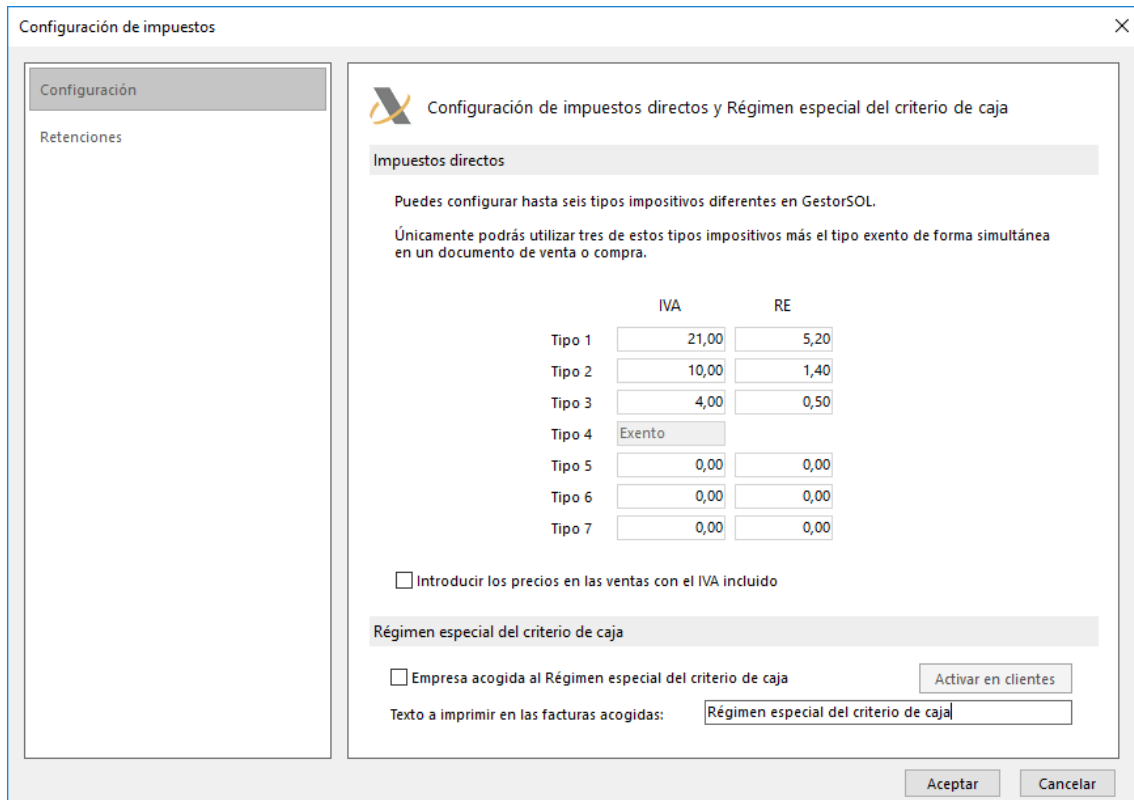 Configuración de impuestos
Configuración
Retenciones
Configuración de impuestos directos y Régimen especial del criterio de caja
Impuestos directos
Puedes configurar hasta seis tipos impositivos diferentes en GestorSOL.
Únicamente podrás utilizar tres de estos tipos impositivos más el tipo exento de forma simultánea
en un documento de venta o compra.
IVA RE
Tipo 1 21,00 5,20
Tipo 2 10,00 1,40
Tipo 3 4,00 0,50
Tipo 4 Exento
Tipo 5 0,00 0,00
Tipo 6 0,00 0,00
Tipo 7 0,00 0,00
Introducir los precios en las ventas con el IVA incluido
Régimen especial del criterio de caja
Empresa acogida al Régimen especial del criterio de caja Activar en clientes
Texto a imprimir en las facturas acogidas: Régimen especial del criterio de caja
Aceptar Cancelar